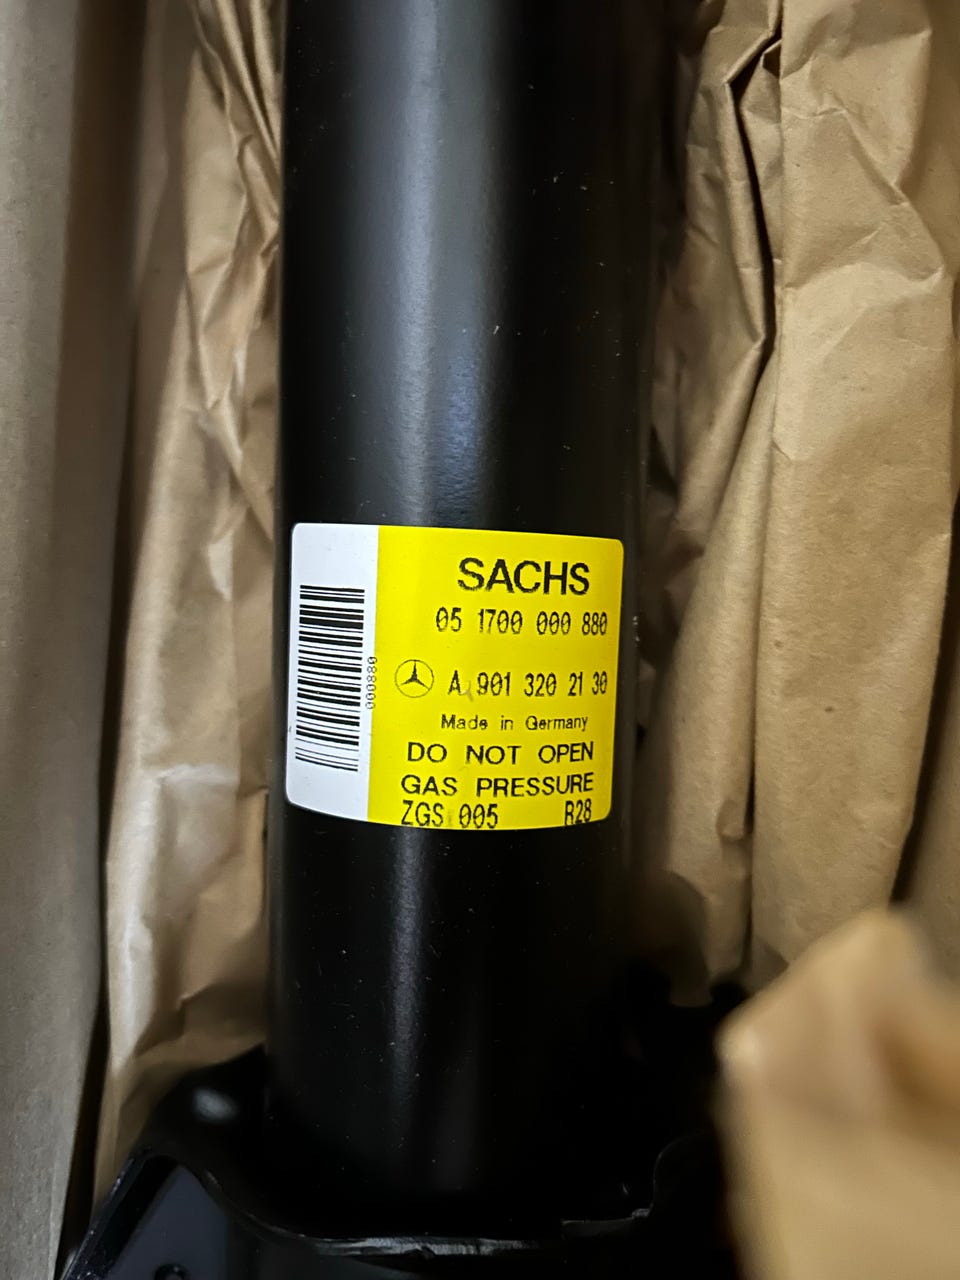 SACHS
05 1700 000 880
000880
A 901 320 21 30
Made in Germany
DO NOT OPEN
GAS PRESSURE
ZGS 005 R28